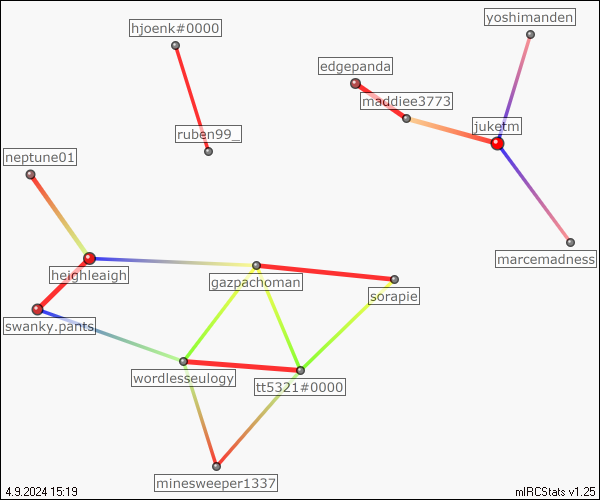 yoshimanden
hjoenk#0000
edgepanda
maddiee3773
juketm
ruben99_
neptune01
marcemadness
heighleaigh
gazpachoman
sorapie
swanky.pants
wordlesseulogy
tt5321#0000
minesweeper1337
4.9.2024 15:19
mIRCStats v1.25